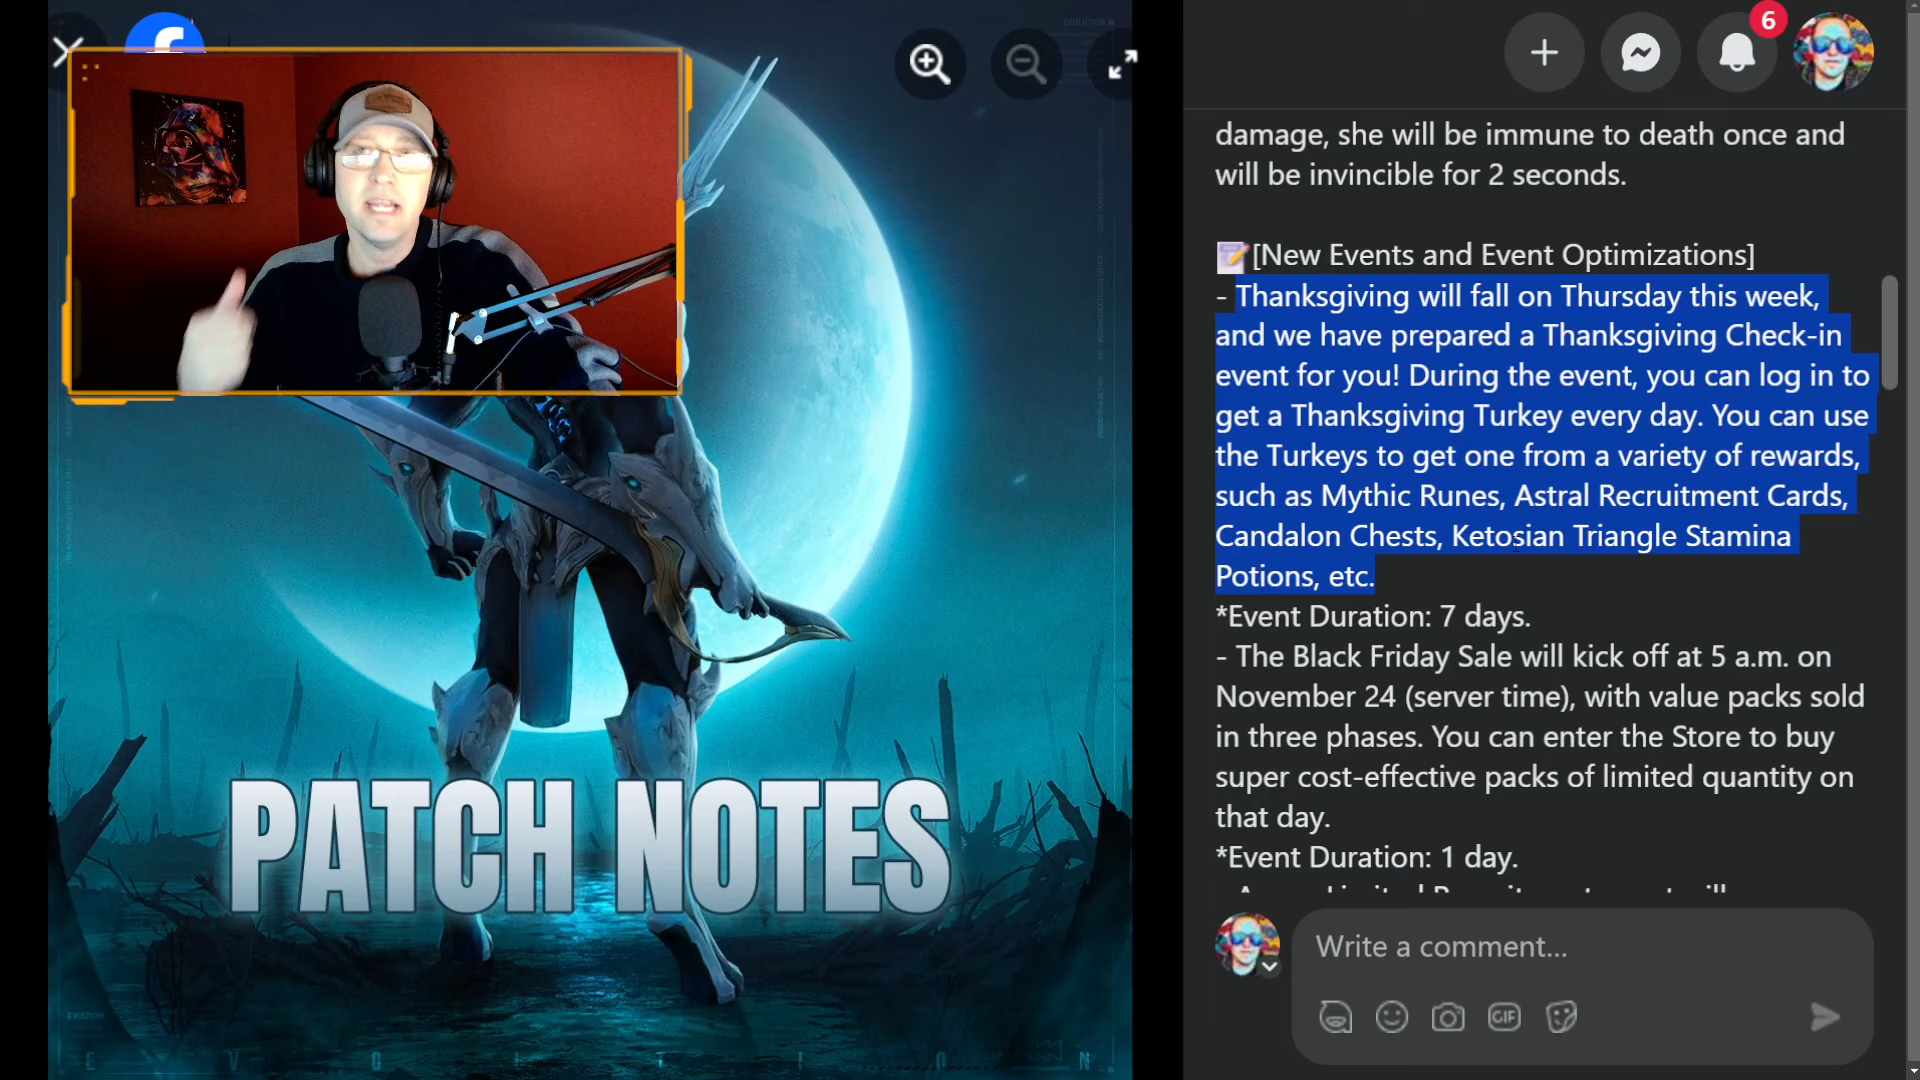 PATCH NOTES
EVOLUTION
6
damage, she will be immune to death once and
will be invincible for 2 seconds.
[New Events and Event Optimizations]
- Thanksgiving will fall on Thursday this week,
and we have prepared a Thanksgiving Check-in
event for you! During the event, you can log in to
get a Thanksgiving Turkey every day. You can use
the Turkeys to get one from a variety of rewards,
such as Mythic Runes, Astral Recruitment Cards,
Candalon Chests, Ketosian Triangle Stamina
Potions, etc.
*Event Duration: 7 days.
- The Black Friday Sale will kick off at 5 a.m. on
November 24 (server time), with value packs sold
in three phases. You can enter the Store to buy
super cost-effective packs of limited quantity on
that day.
*Event Duration: 1 day.
Write a comment...
GIF